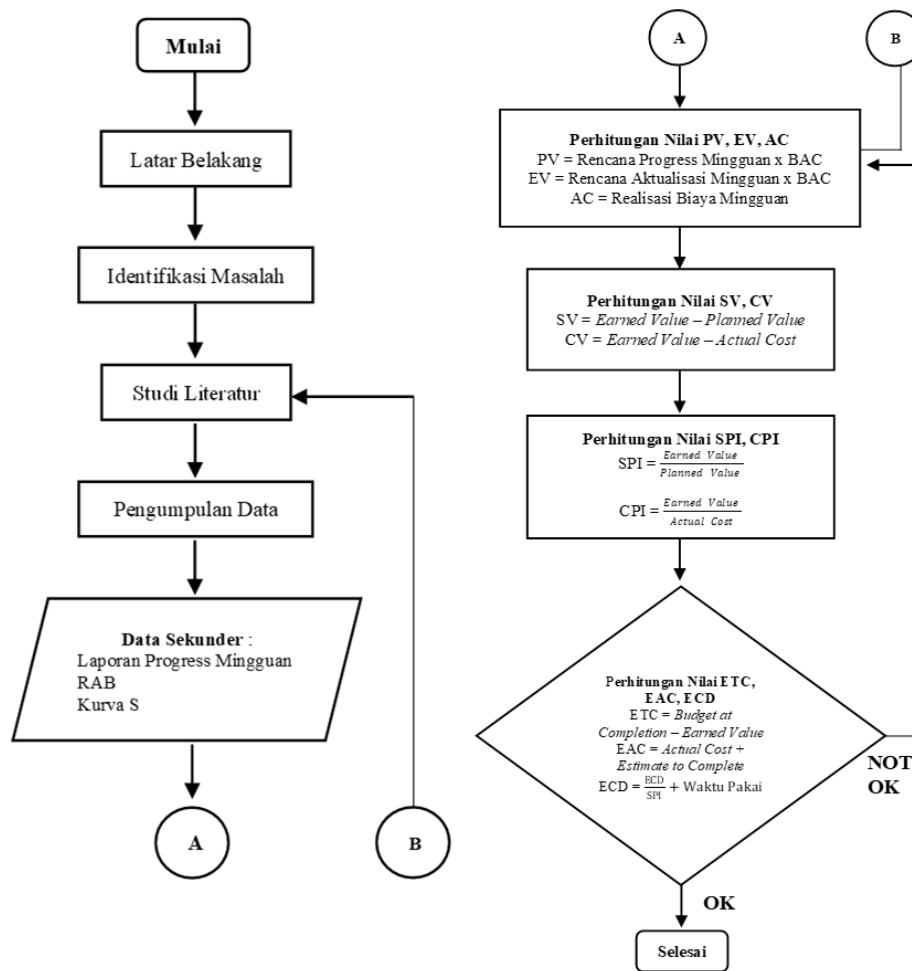 Mulai
Latar Belakang
Identifikasi Masalah
Studi Literatur
Pengumpulan Data
Data Sekunder :
Laporan Progress Mingguan
RAB
Kurva S
A
B
A
B
Perhitungan Nilai PV, EV, AC
PV = Rencana Progress Mingguan x BAC
EV = Rencana Aktualisasi Mingguan x BAC
AC = Realisasi Biaya Mingguan
Perhitungan Nilai SV, CV
SV = Earned Value – Planned Value
CV = Earned Value – Actual Cost
Perhitungan Nilai SPI, CPI
SPI = Earned Value / Planned Value
CPI = Earned Value / Actual Cost
Perhitungan Nilai ETC,
EAC, ECD
ETC = Budget at
Completion – Earned Value
EAC = Actual Cost +
Estimate to Complete
ECD = ECD / SPI + Waktu Pakai
NOT
OK
OK
Selesai